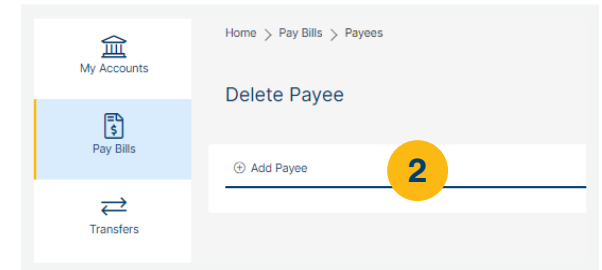 Home > Pay Bills > Payees
My Accounts
Delete Payee
$
Pay Bills
Add Payee
2
Transfers